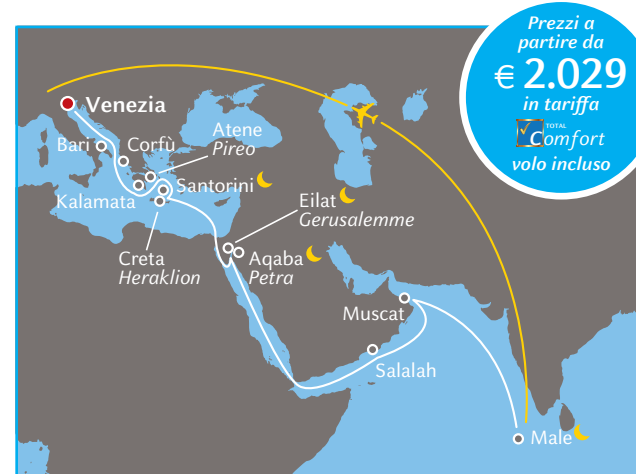 Prezzi a
partire da
€ 2.029
in tariffa
TOTAL
Comfort
volo incluso
Venezia
Bari
Corfù
Atene
Pireo
Kalamata
Santorini
Creta
Heraklion
Eilat
Gerusalemme
Aqaba
Petra
Muscat
Salalah
Male